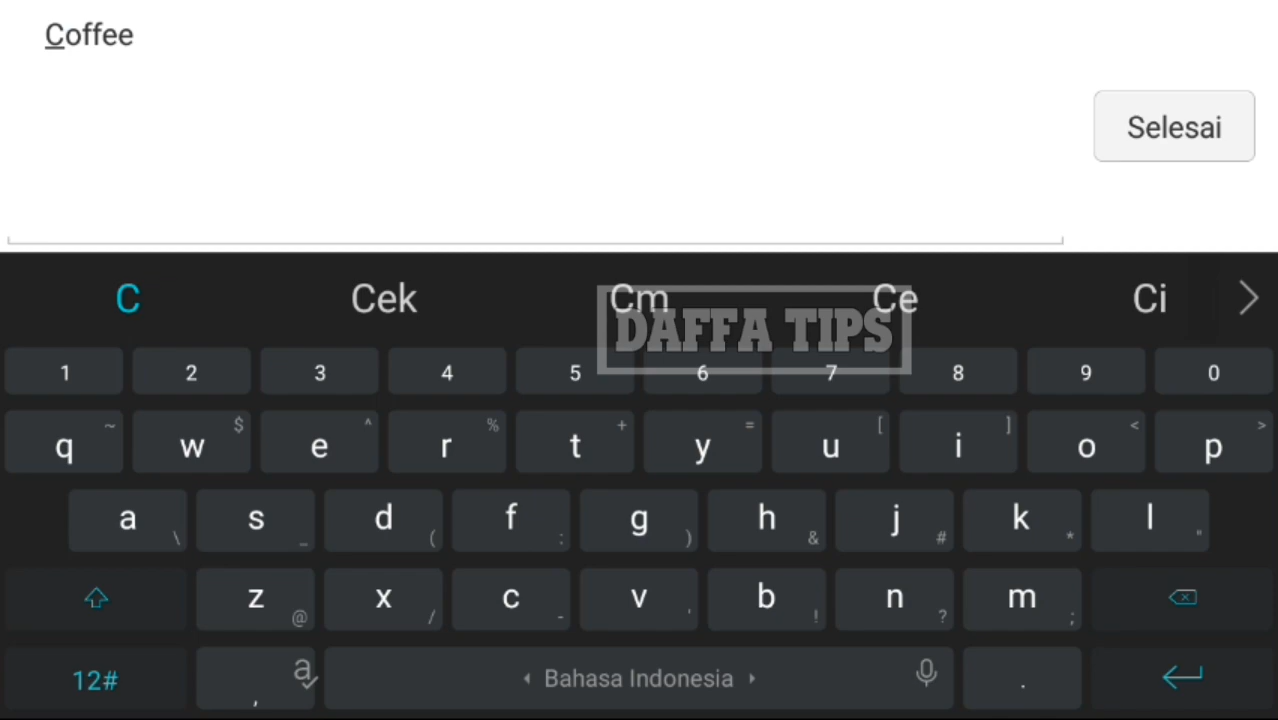 Coffee
Selesai
C Cek Cm Ce Ci
DAFFA TIPS
1 2 3 4 5 6 7 8 9 0
~ $ ^ % + = [ ] < >
q w e r t y u i o p
a s d f g h j k l
\ _ ( : ) & # * "
z x c v b n m
@ / - ' ! ? ;
12# a , Bahasa Indonesia .